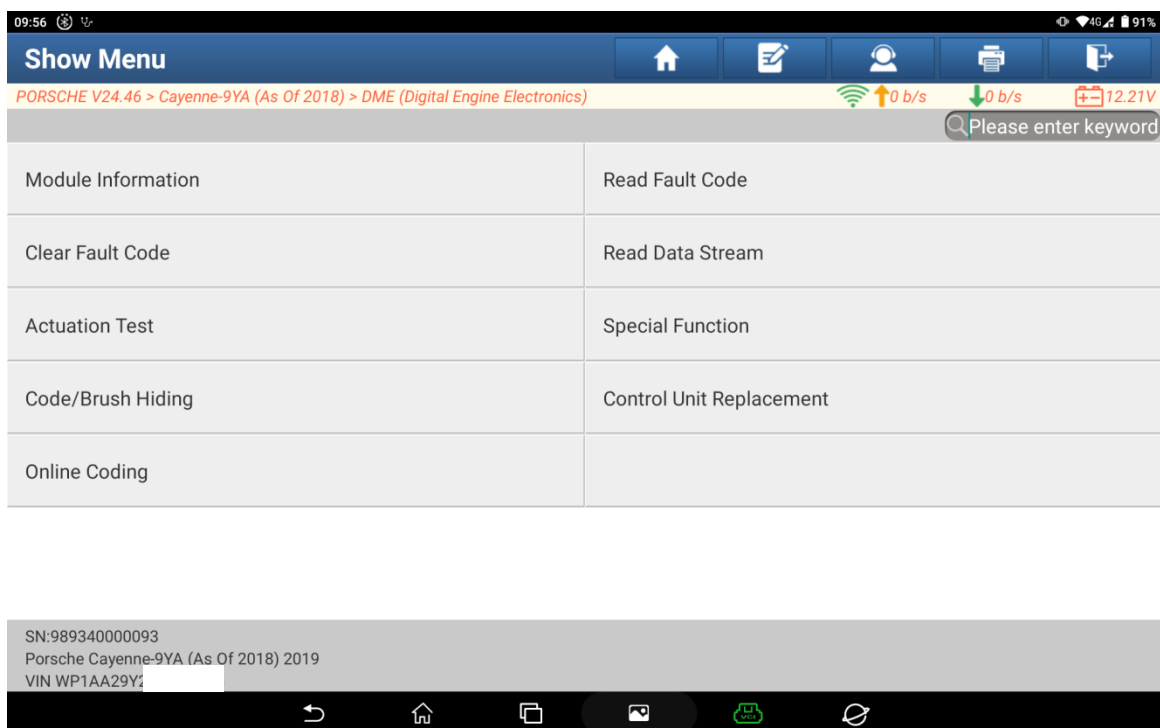 09:56 4G 91%
Show Menu
PORSCHE V24.46 > Cayenne-9YA (As Of 2018) > DME (Digital Engine Electronics) 0 b/s 0 b/s 12.21V
Please enter keyword
Module Information Read Fault Code
Clear Fault Code Read Data Stream
Actuation Test Special Function
Code/Brush Hiding Control Unit Replacement
Online Coding
SN:989340000093
Porsche Cayenne-9YA (As Of 2018) 2019
VIN WP1AA29Y
VCI